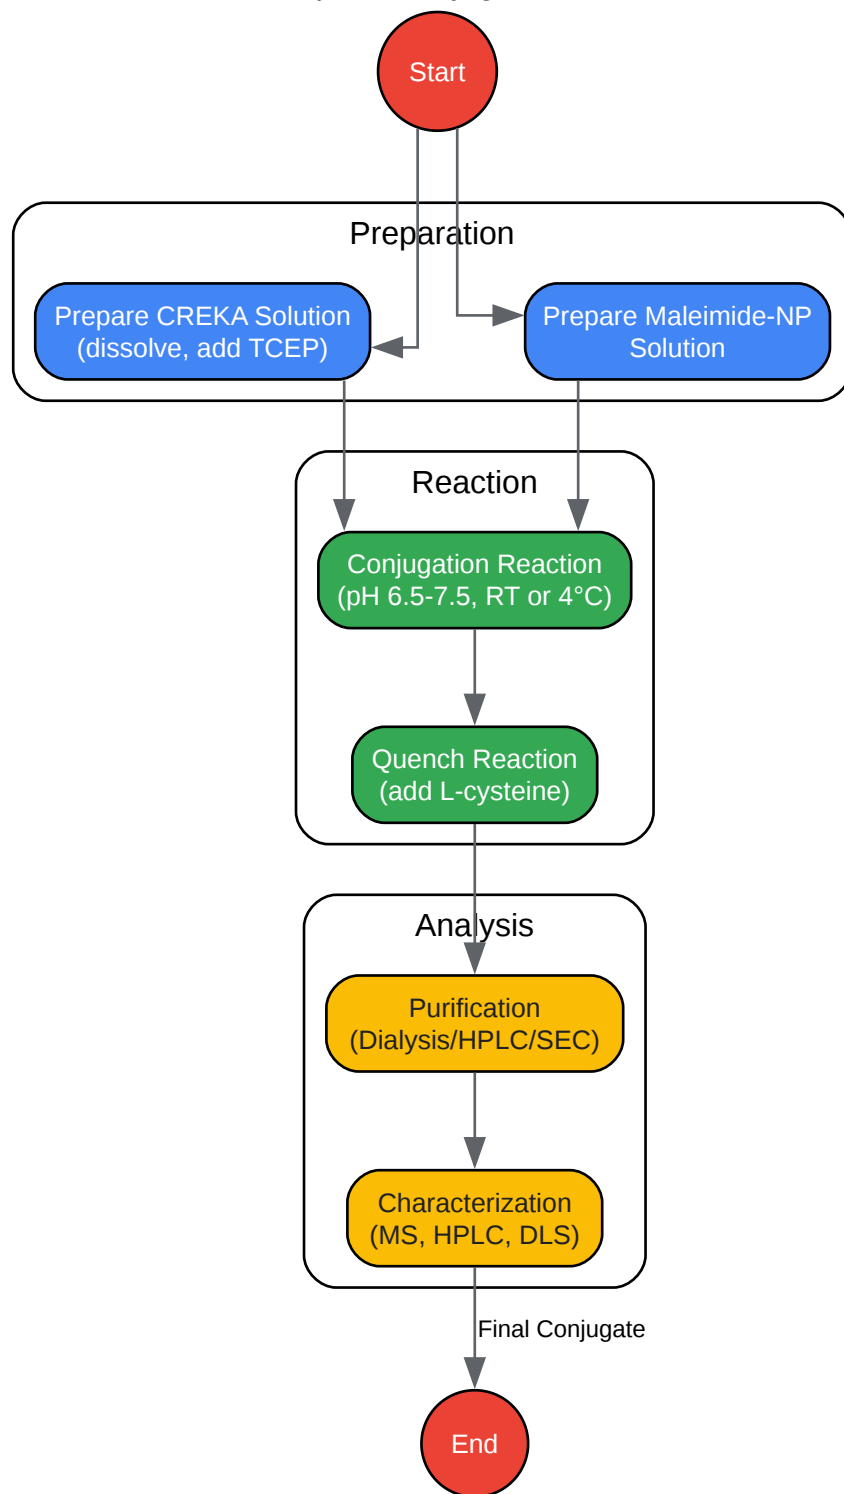 Start
Preparation
Prepare CREKA Solution
(dissolve, add TCEP)
Prepare Maleimide-NP
Solution
Reaction
Conjugation Reaction
(pH 6.5-7.5, RT or 4°C)
Quench Reaction
(add L-cysteine)
Analysis
Purification
(Dialysis/HPLC/SEC)
Characterization
(MS, HPLC, DLS)
Final Conjugate
End